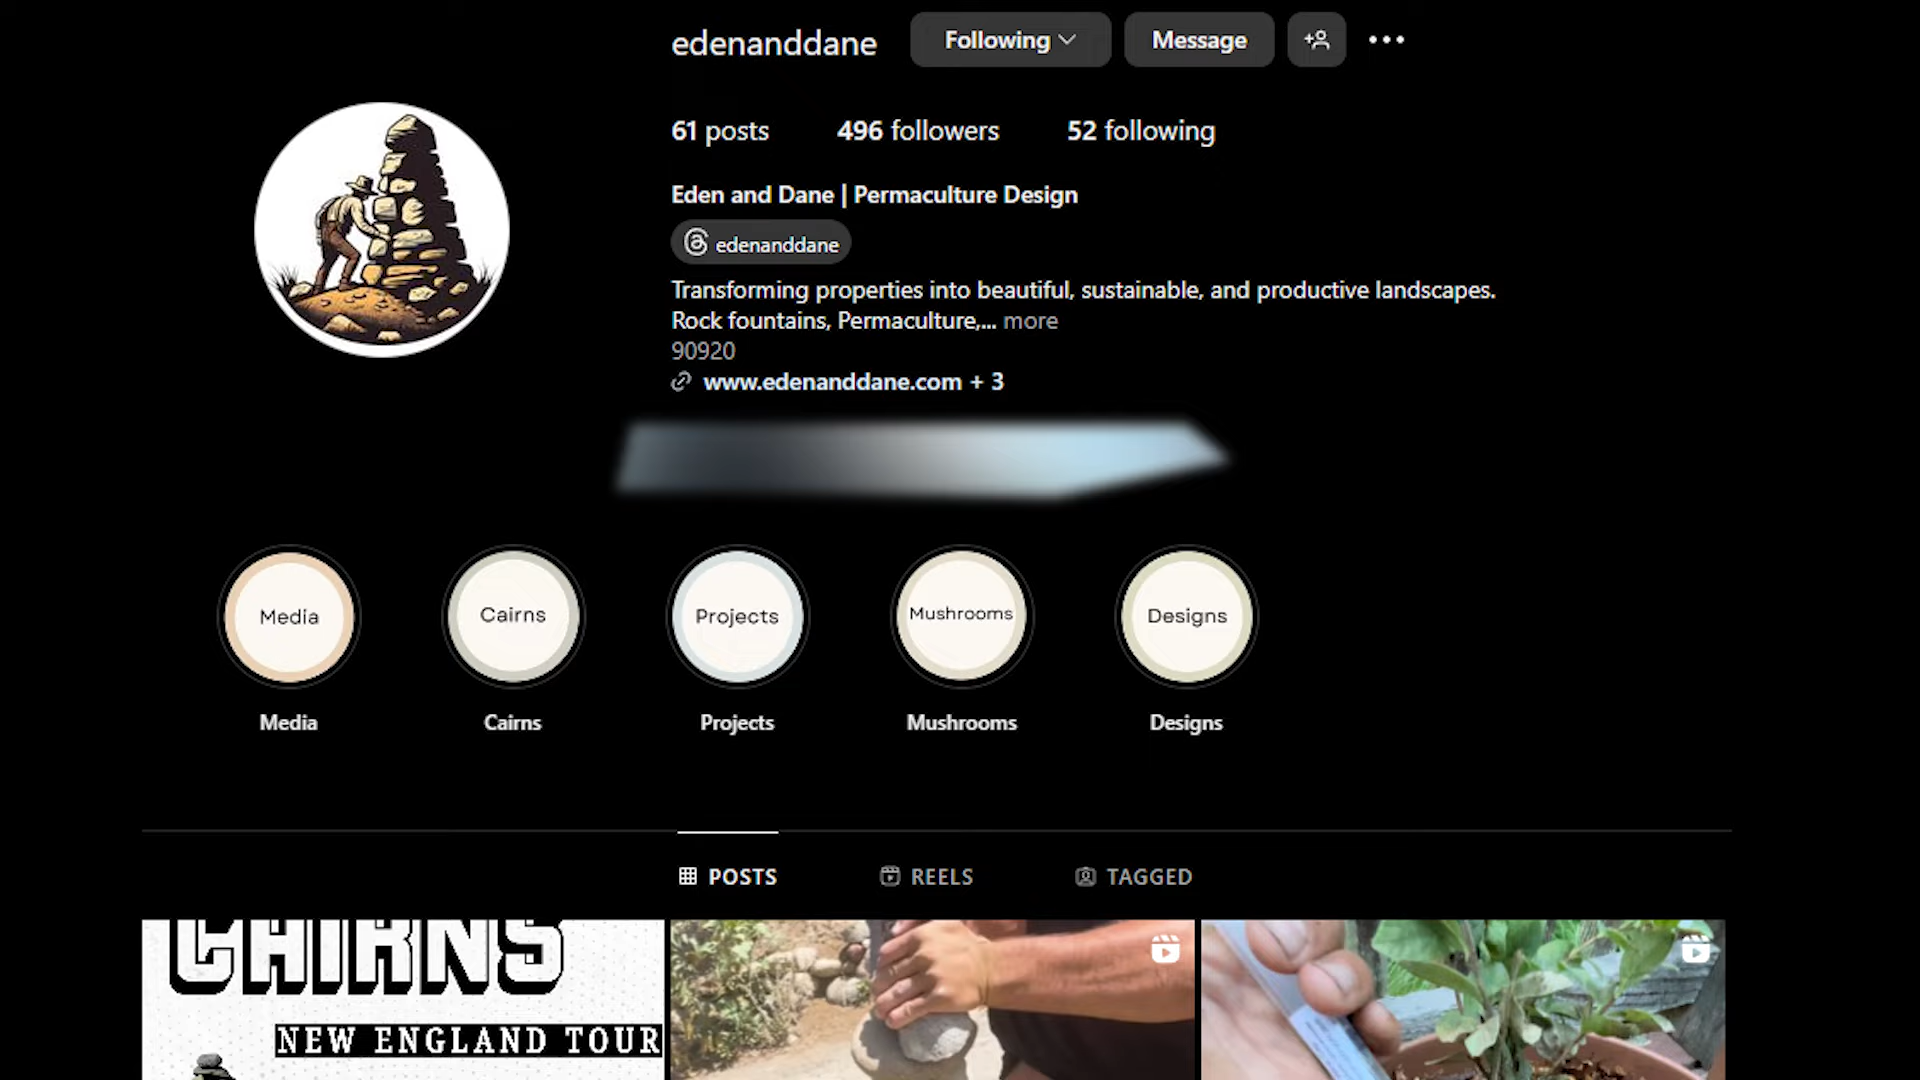 edenanddane Following Message
61 posts 496 followers 52 following
Eden and Dane | Permaculture Design
edenanddane
Transforming properties into beautiful, sustainable, and productive landscapes.
Rock fountains, Permaculture,... more
90920
www.edenanddane.com + 3
Media Cairns Projects Mushrooms Designs
Media Cairns Projects Mushrooms Designs
POSTS REELS TAGGED
CAIRNS
NEW ENGLAND TOUR